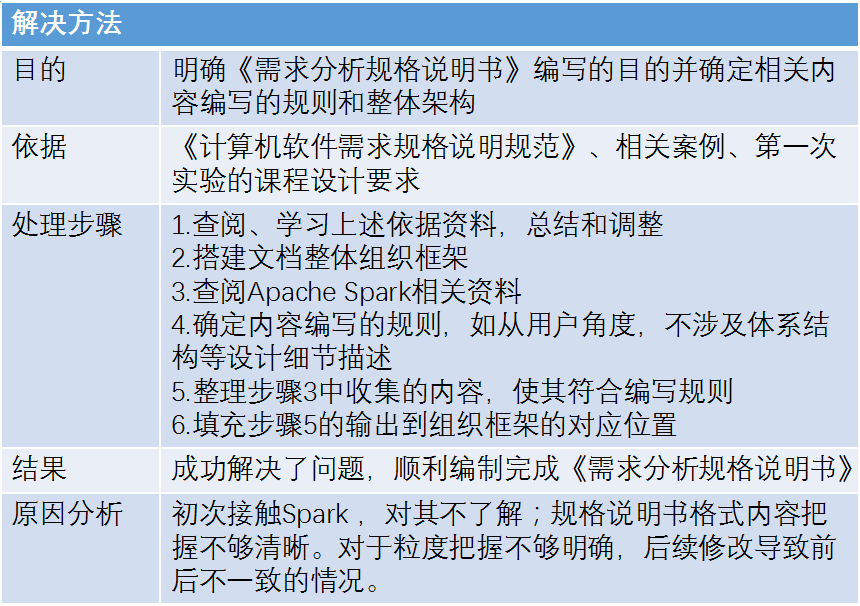 解决方法
目的
明确《需求分析规格说明书》编写的目的并确定相关内
容编写的规则和整体架构
依据
《计算机软件需求规格说明规范》、相关案例、第一次
实验的课程设计要求
处理步骤
1.查阅、学习上述依据资料，总结和调整
2.搭建文档整体组织框架
3.查阅Apache Spark相关资料
4.确定内容编写的规则，如从用户角度，不涉及体系结
构等设计细节描述
5.整理步骤3中收集的内容，使其符合编写规则
6.填充步骤5的输出到组织框架的对应位置
结果
成功解决了问题，顺利编制完成《需求分析规格说明书》
原因分析
初次接触Spark ，对其不了解；规格说明书格式内容把
握不够清晰。对于粒度把握不够明确，后续修改导致前
后不一致的情况。